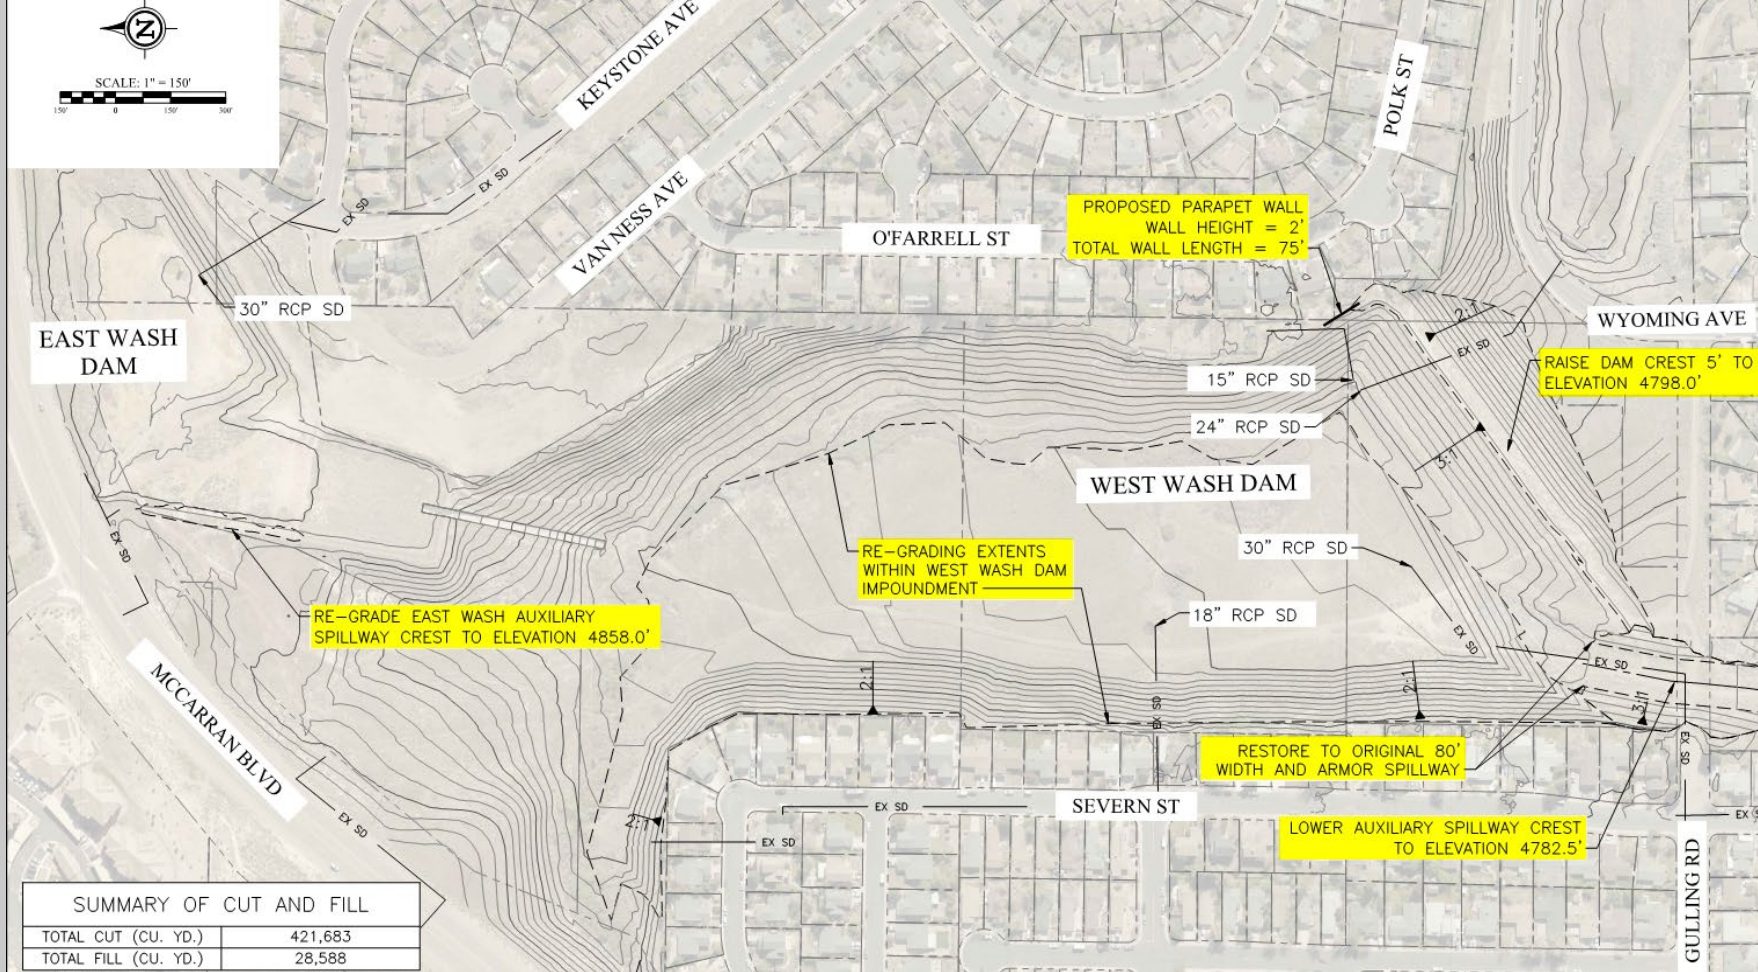 N
SCALE: 1" = 150'
150' 0 150' 300'
KEYSTONE AVE
POLK ST
EX SD
EX SD
VAN NESS AVE
O'FARRELL ST
PROPOSED PARAPET WALL
WALL HEIGHT = 2'
TOTAL WALL LENGTH = 75'
30" RCP SD
EAST WASH
DAM
WYOMING AVE
2:1
EX SD
RAISE DAM CREST 5' TO
ELEVATION 4798.0'
15" RCP SD
24" RCP SD
3:1
WEST WASH DAM
EX SD
RE-GRADING EXTENTS
WITHIN WEST WASH DAM
IMPOUNDMENT
30" RCP SD
18" RCP SD
RE-GRADE EAST WASH AUXILIARY
SPILLWAY CREST TO ELEVATION 4858.0'
EX SD
EX SD
2:1
2:1
EX SD
3:1
MCCARRAN BLVD
RESTORE TO ORIGINAL 80'
WIDTH AND ARMOR SPILLWAY
EX SD
EX SD
2:1
EX SD
EX SD
SEVERN ST
EX S
LOWER AUXILIARY SPILLWAY CREST
TO ELEVATION 4782.5'
GULLING RD
SUMMARY OF CUT AND FILL
TOTAL CUT (CU. YD.) 421,683
TOTAL FILL (CU. YD.) 28,588